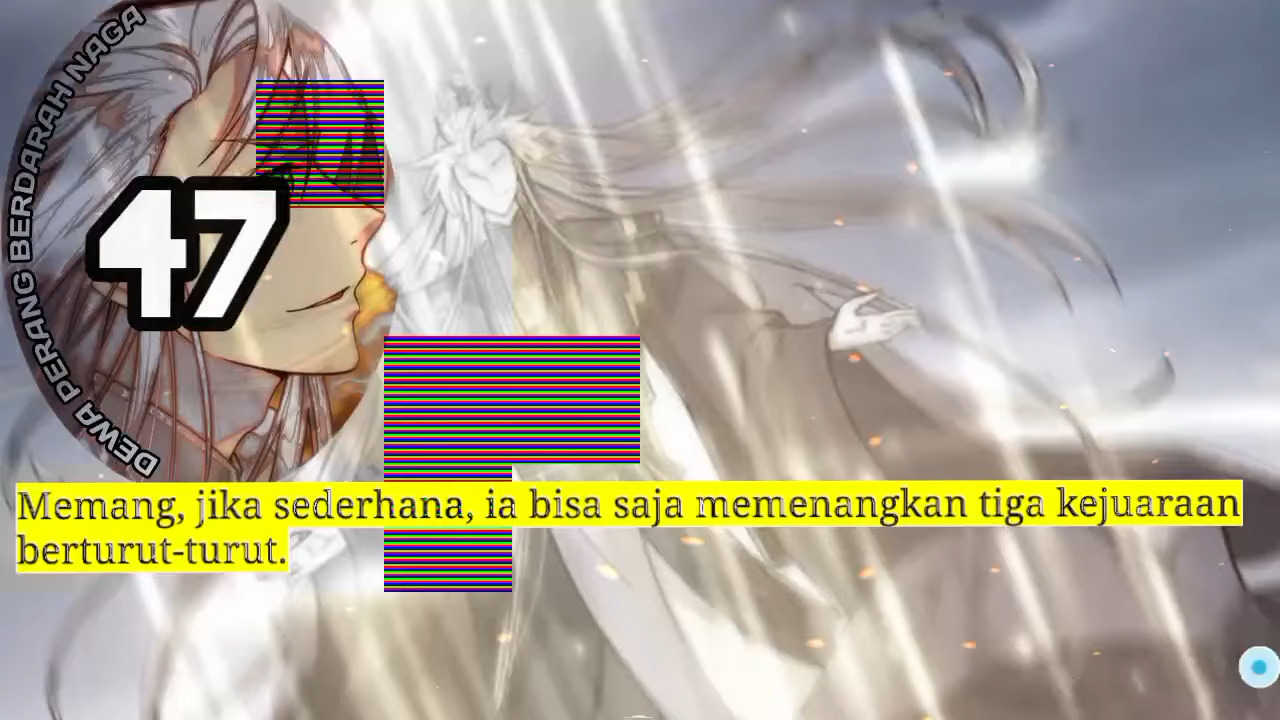 DEWA PERANG BERDARAH NAGA
47
Memang, jika sederhana, ia bisa saja memenangkan tiga kejuaraan
berturut-turut.